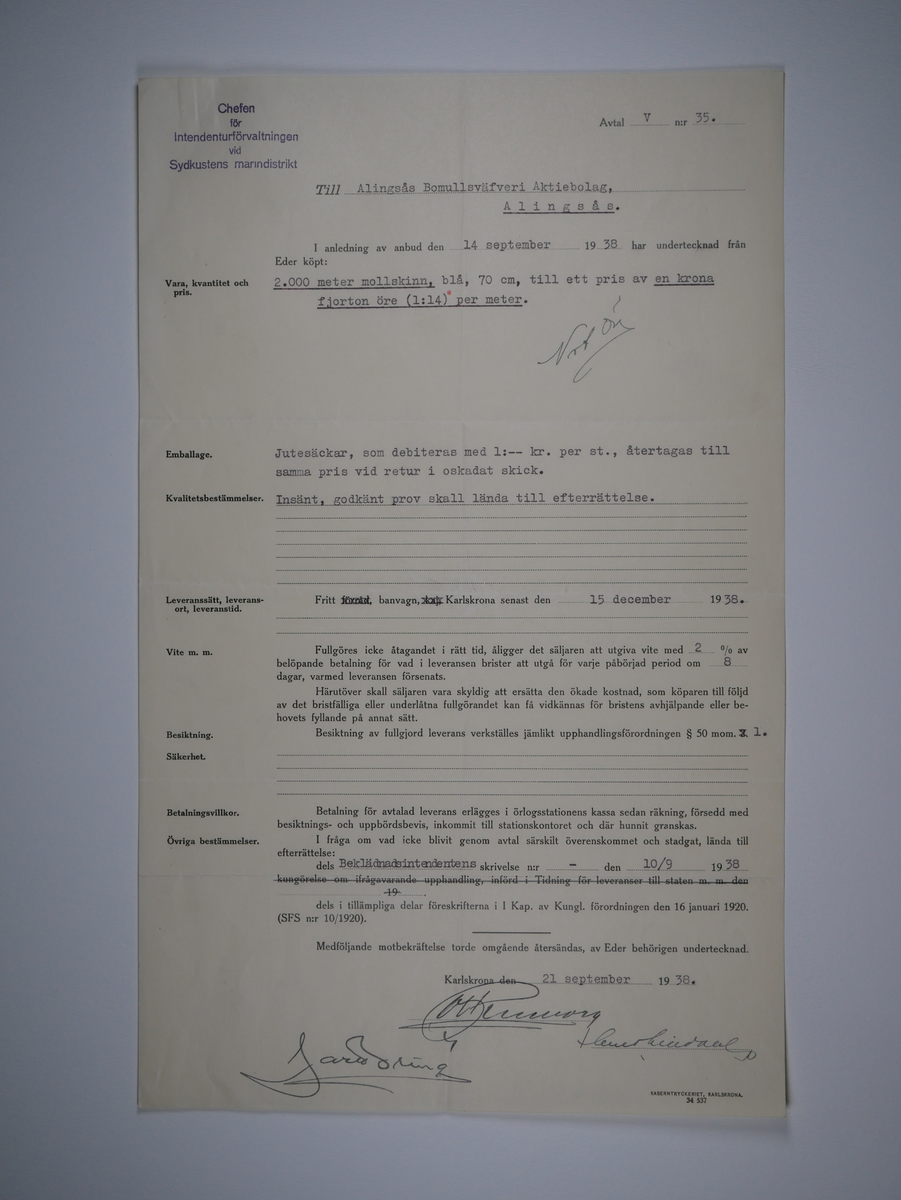 Chefen
för
Intendenturförvaltningen
vid
Sydkustens marindistrikt
Avtal V n:r 35.
Till Alingsås Bomullsväfveri Aktiebolag,
Alingsås.
I anledning av anbud den 14 september 1938 har undertecknad från
Eder köpt:
Vara, kvantitet och
pris.
2.000 meter mollskinn, blå, 70 cm, till ett pris av en krona
fjorton öre (1:14)* per meter.
Emballage.
Jutesäckar, som debiteras med 1:-- kr. per st., återtagas till
samma pris vid retur i oskadat skick.
Kvalitetsbestämmelser. Insänt, godkänt prov skall lända till efterrättelse.
Leveranssätt, leverans-
ort, leveranstid.
Fritt förråd, banvagn, Karlskrona senast den 15 december 1938.
Vite m. m.
Fullgöres icke åtagandet i rätt tid, åligger det säljaren att utgiva vite med 2 % av
belöpande betalning för vad i leveransen brister att utgå för varje påbörjad period om 8
dagar, varmed leveransen försenats.
Härutöver skall säljaren vara skyldig att ersätta den ökade kostnad, som köparen till följd
av det bristfälliga eller underlåtna fullgörandet kan få vidkännas för bristens avhjälpande eller be-
hovets fyllande på annat sätt.
Besiktning.
Besiktning av fullgjord leverans verkställes jämlikt upphandlingsförordningen § 50 mom. 1.
Säkerhet.
Betalningsvillkor.
Betalning för avtalad leverans erlägges i örlogsstationens kassa sedan räkning, försedd med
besiktnings- och uppbördsbevis, inkommit till stationskontoret och där hunnit granskas.
Övriga bestämmelser.
I fråga om vad icke blivit genom avtal särskilt överenskommet och stadgat, lända till
efterrättelse:
dels Beklädnadsintendentens skrivelse n:r - den 10/9 1938
kungörelse om ifrågavarande upphandling, införd i Tidning för leveranser till staten m. m. den
19 .
dels i tillämpliga delar föreskrifterna i I Kap. av Kungl. förordningen den 16 januari 1920.
(SFS n:r 10/1920).
Medföljande motbekräftelse torde omgående återsändas, av Eder behörigen undertecknad.
Karlskrona den 21 september 1938.
KASERNTRYCKERIET, KARLSKRONA.
34 537